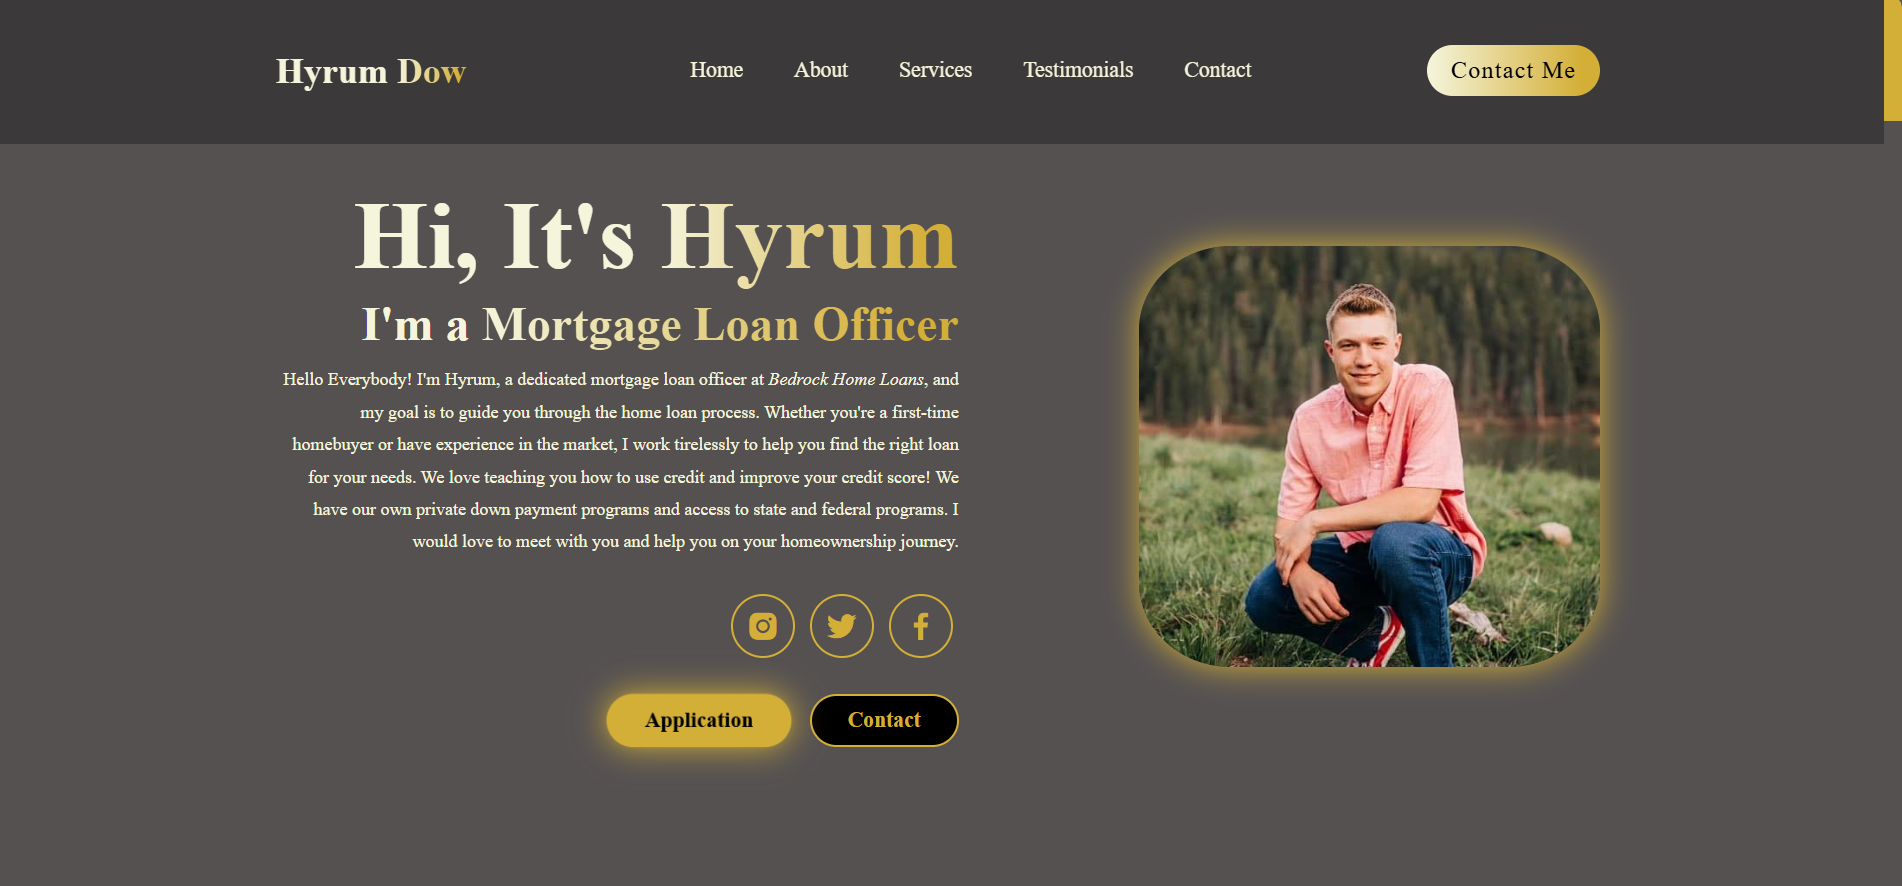 Hyrum Dow
Home
About
Services
Testimonials
Contact
Contact Me
Hi, It's Hyrum
I'm a Mortgage Loan Officer
Hello Everybody! I'm Hyrum, a dedicated mortgage loan officer at Bedrock Home Loans, and
my goal is to guide you through the home loan process. Whether you're a first-time
homebuyer or have experience in the market, I work tirelessly to help you find the right loan
for your needs. We love teaching you how to use credit and improve your credit score! We
have our own private down payment programs and access to state and federal programs. I
would love to meet with you and help you on your homeownership journey.
Application
Contact